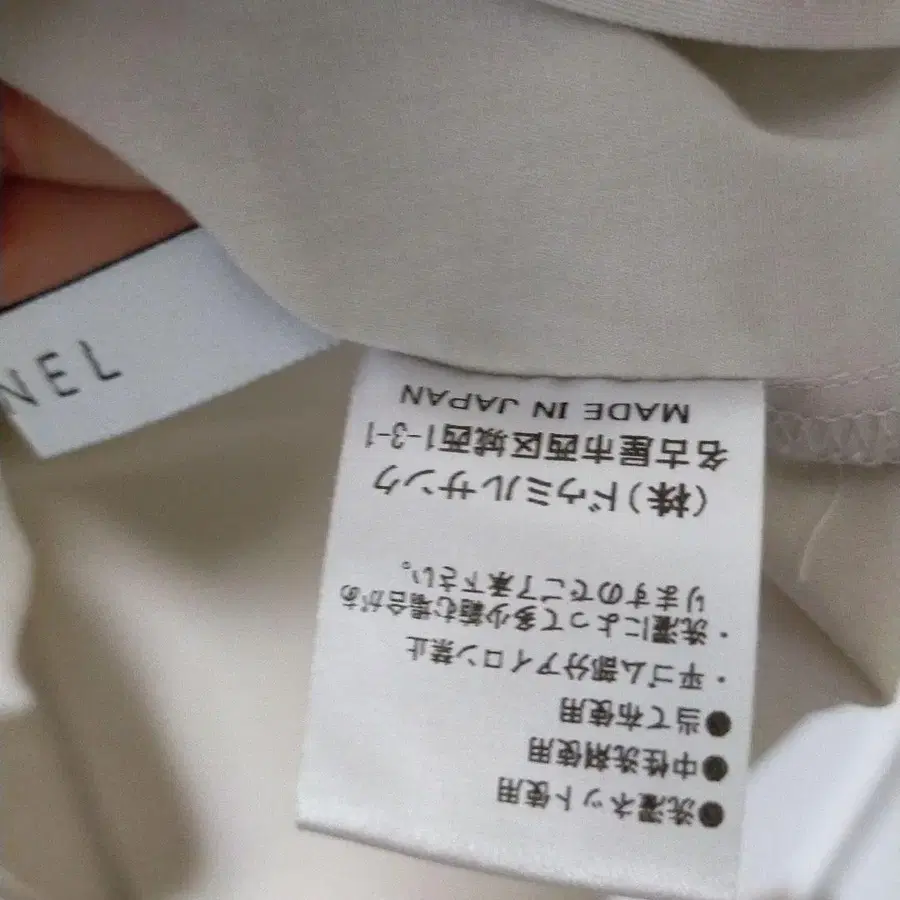 NEL
●洗濯ネット使用
●中性洗剤使用
●当て布使用
・平ゴム部分アイロン禁止
・洗濯によって多少縮む場合があ
りますのでご了承下さい。
(株)ドゥミルサンク
名古屋市西区城西1-3-1
MADE IN JAPAN